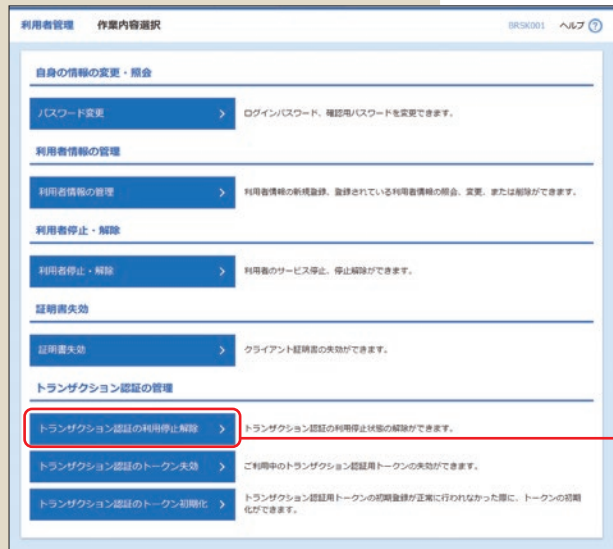 利用者管理 作業内容選択 BRSK001 ヘルプ ?
自身の情報の変更・照会
パスワード変更 ログインパスワード、確認用パスワードを変更できます。
利用者情報の管理
利用者情報の管理 利用者情報の新規登録、登録されている利用者情報の照会、変更、または削除ができます。
利用者停止・解除
利用者停止・解除 利用者のサービス停止、停止解除ができます。
証明書失効
証明書失効 クライアント証明書の失効ができます。
トランザクション認証の管理
トランザクション認証の利用停止解除 トランザクション認証の利用停止状態の解除ができます。
トランザクション認証のトークン失効 ご利用中のトランザクション認証用トークンの失効ができます。
トランザクション認証のトークン初期化 トランザクション認証用トークンの初期登録が正常に行われなかった際に、トークンの初期
化ができます。